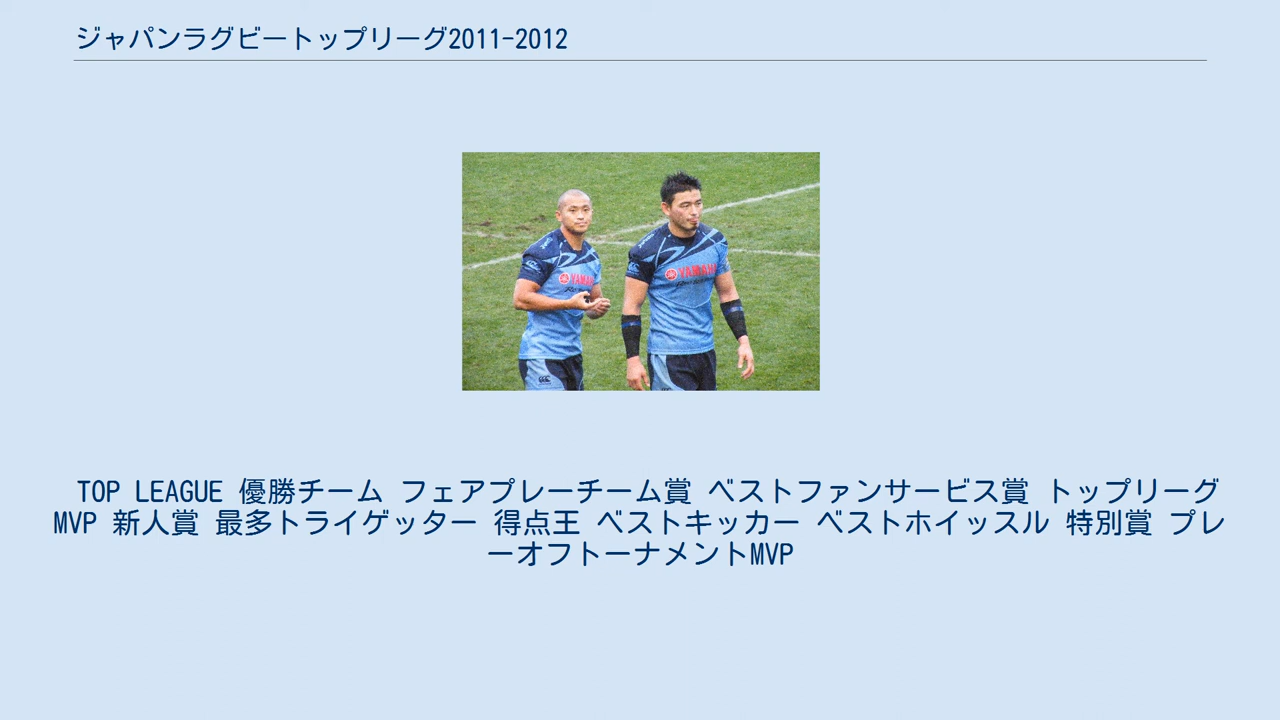 ジャパンラグビートップリーグ2011-2012
YAMAHA
YAMAHA
TOP LEAGUE 優勝チーム フェアプレーチーム賞 ベストファンサービス賞 トップリーグ
MVP 新人賞 最多トライゲッター 得点王 ベストキッカー ベストホイッスル 特別賞 プレ
ーオフトーナメントMVP